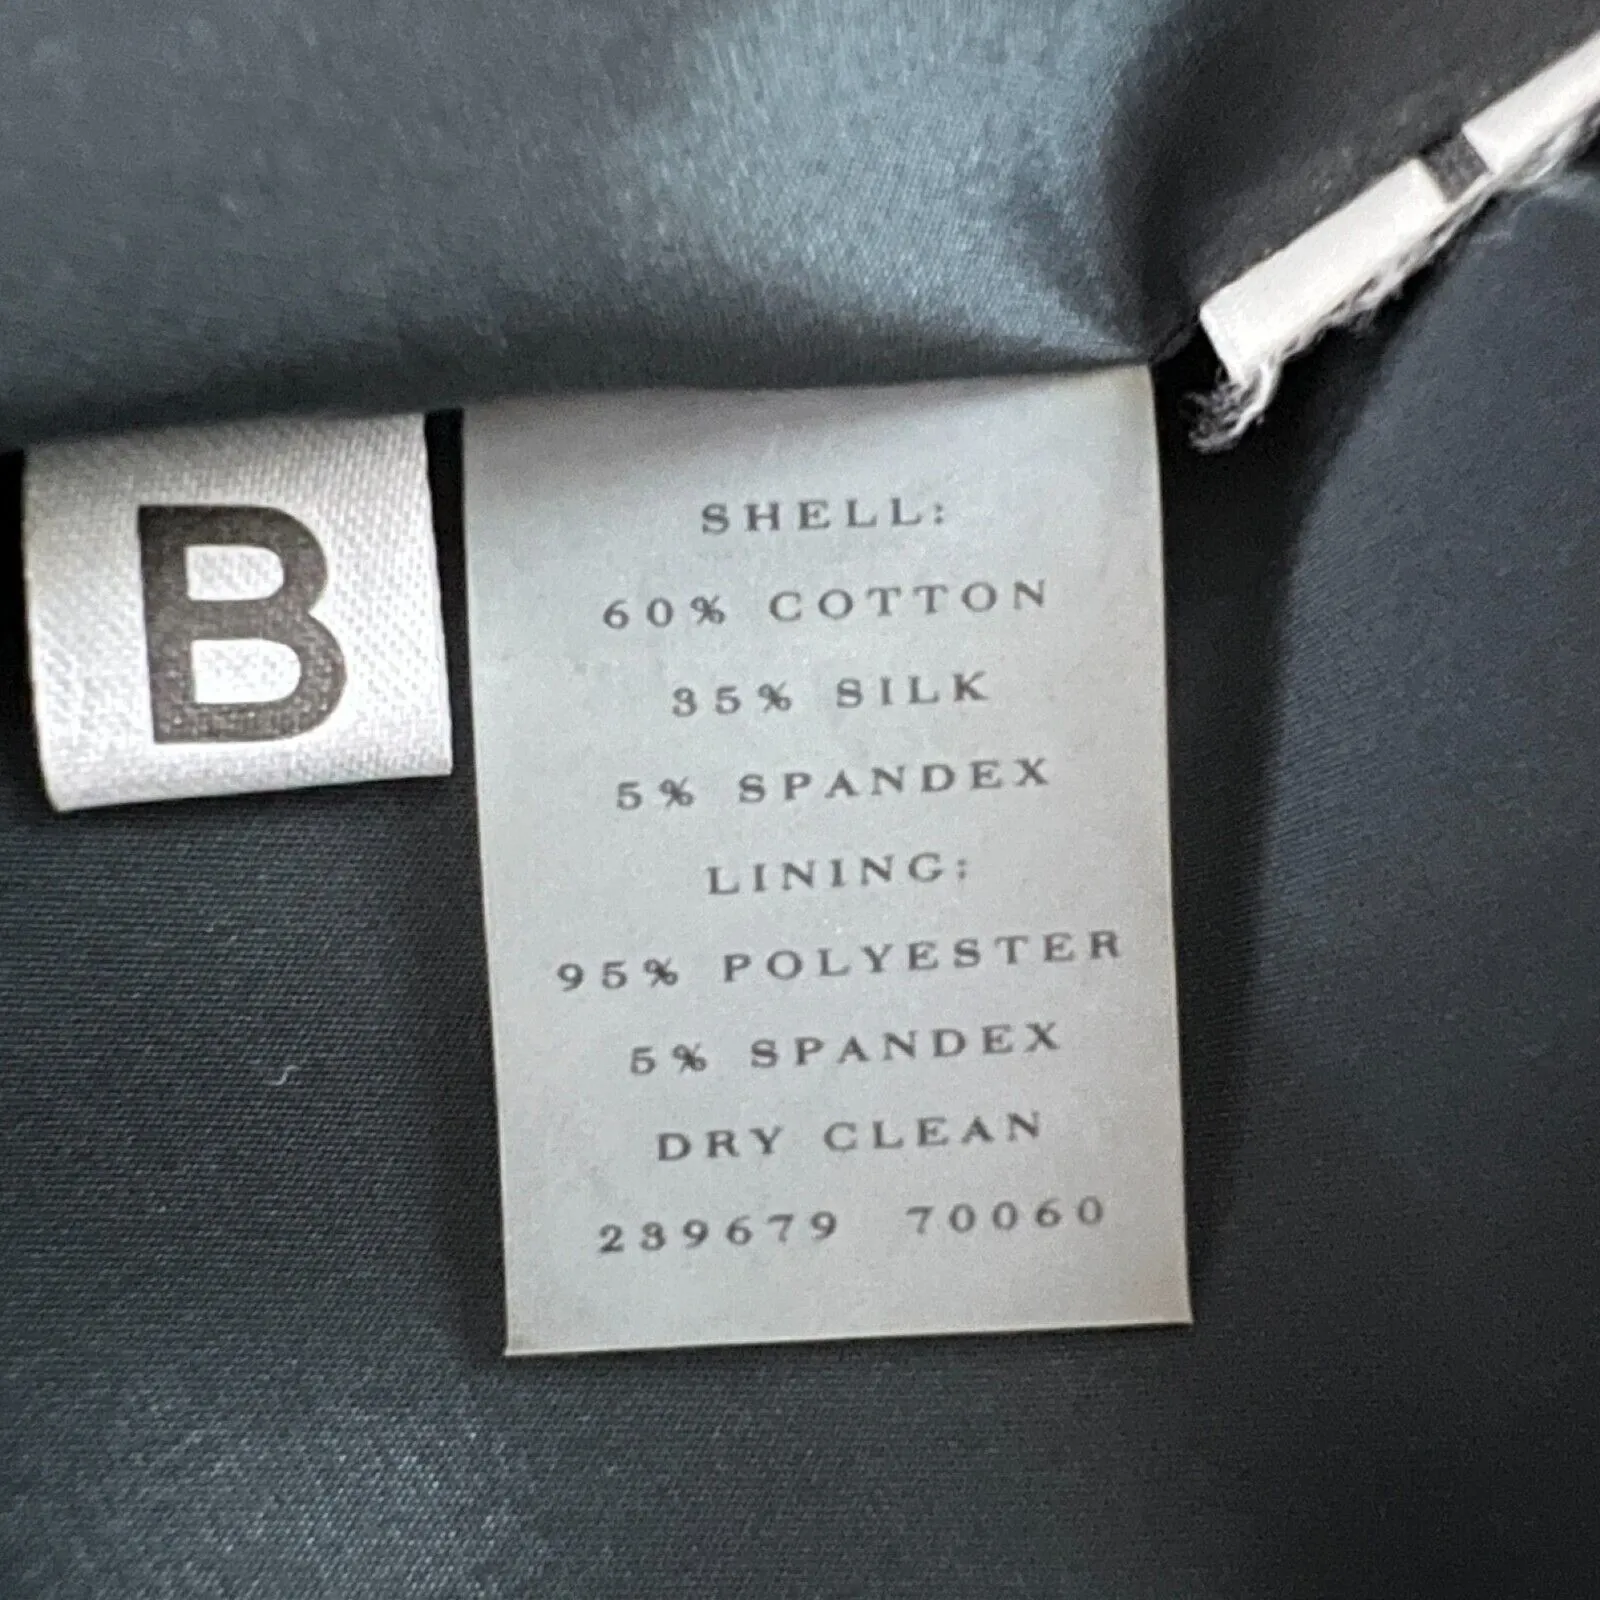 B
SHELL:
60% COTTON
35% SILK
5% SPANDEX
LINING:
95% POLYESTER
5% SPANDEX
DRY CLEAN
239679 70060